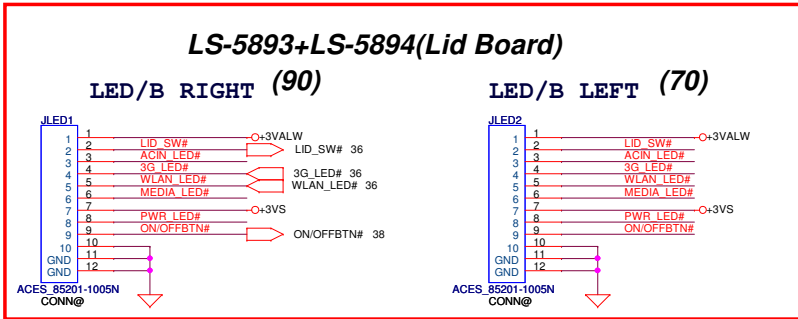 LS-5893+LS-5894(Lid Board)
LED/B RIGHT (90)
JLED1
1 1 +3VALW
2 2 LID_SW# LID_SW# 36
3 3 ACIN_LED#
4 4 3G_LED# 3G_LED# 36
5 5 WLAN_LED# WLAN_LED# 36
6 6 MEDIA_LED#
7 7 +3VS
8 8 PWR_LED#
9 9 ON/OFFBTN# ON/OFFBTN# 38
10 10
GND 11
GND 12
ACES_85201-1005N
CONN@
LED/B LEFT (70)
JLED2
1 1 +3VALW
2 2 LID_SW#
3 3 ACIN_LED#
4 4 3G_LED#
5 5 WLAN_LED#
6 6 MEDIA_LED#
7 7 +3VS
8 8 PWR_LED#
9 9 ON/OFFBTN#
10 10
GND 11
GND 12
ACES_85201-1005N
CONN@